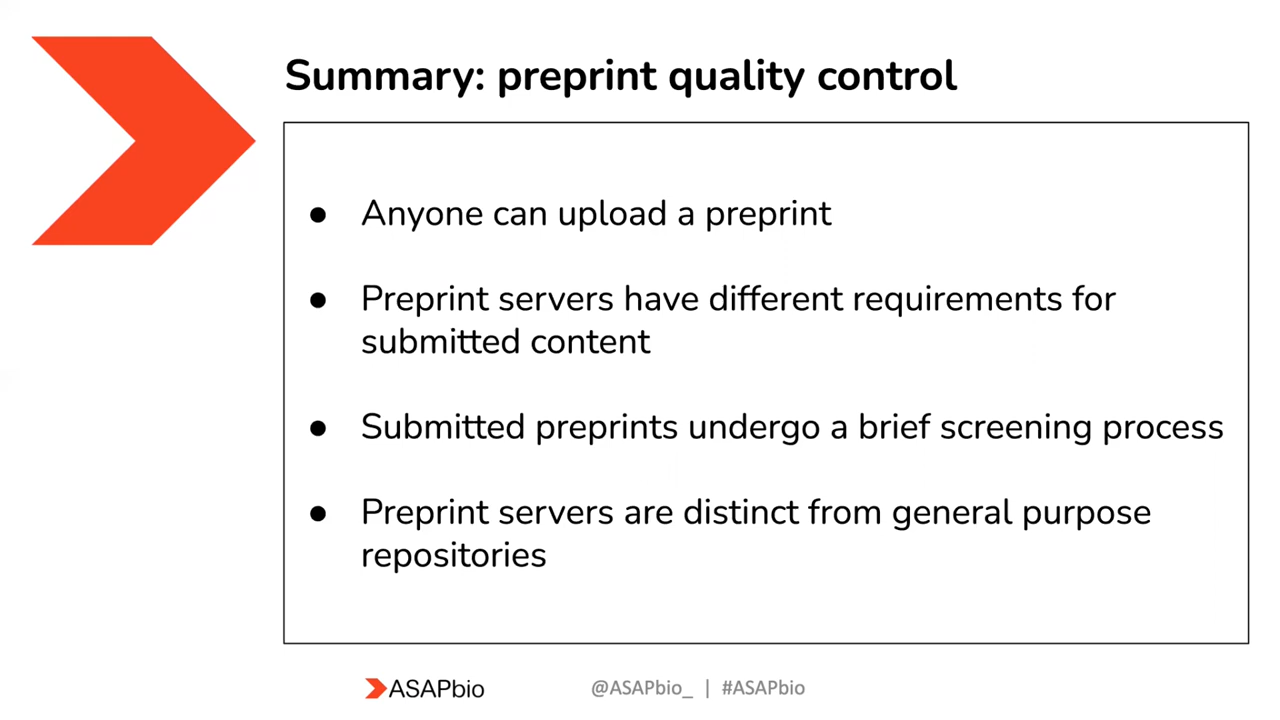 Summary: preprint quality control
● Anyone can upload a preprint
● Preprint servers have different requirements for
submitted content
● Submitted preprints undergo a brief screening process
● Preprint servers are distinct from general purpose
repositories
ASAPbio
@ASAPbio_ | #ASAPbio